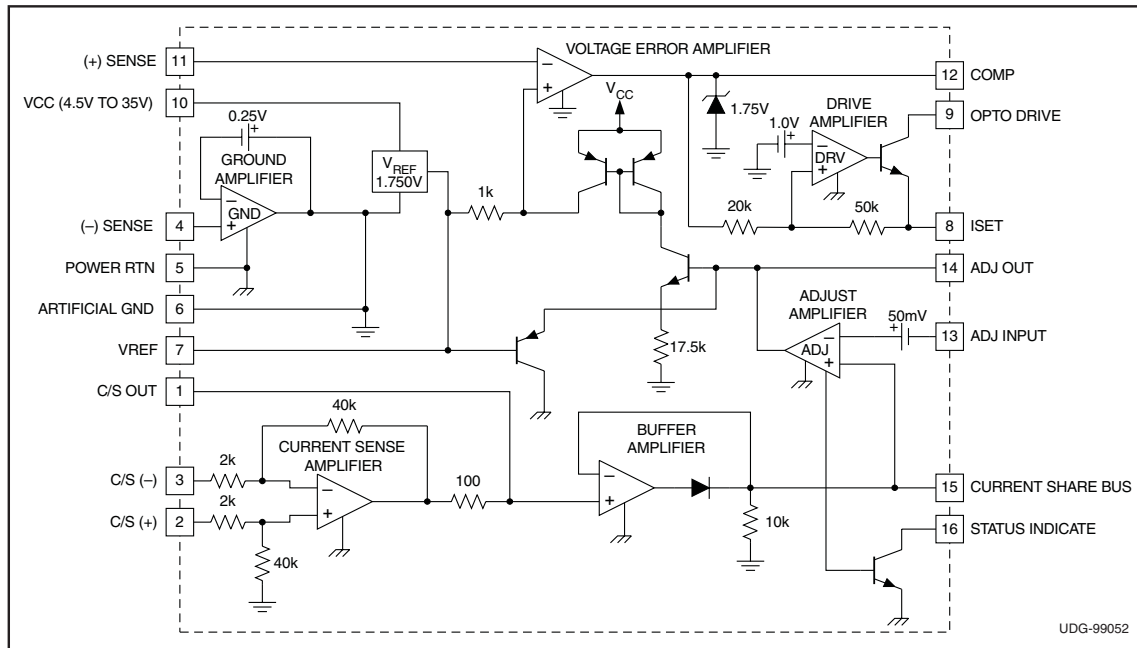 (+) SENSE
11
VOLTAGE ERROR AMPLIFIER
12
COMP
VCC (4.5V TO 35V)
10
VCC
1.75V
DRIVE
AMPLIFIER
1.0V
9
OPTO DRIVE
0.25V
GROUND
AMPLIFIER
GND
VREF
1.750V
DRV
1k
20k
50k
(–) SENSE
4
8
ISET
POWER RTN
5
14
ADJ OUT
ARTIFICIAL GND
6
ADJUST
AMPLIFIER
50mV
13
ADJ INPUT
VREF
7
17.5k
ADJ
C/S OUT
1
40k
CURRENT SENSE
AMPLIFIER
BUFFER
AMPLIFIER
C/S (–)
3
2k
100
15
CURRENT SHARE BUS
C/S (+)
2
2k
10k
16
STATUS INDICATE
40k
UDG-99052